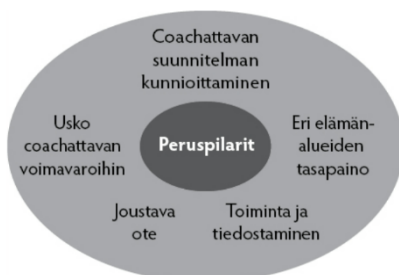 Coachattavan
suunnitelman
kunnioittaminen
Usko
coachattavan
voimavaroihin
Peruspilarit
Eri elämän-
alueiden
tasapaino
Joustava
ote
Toiminta ja
tiedostaminen